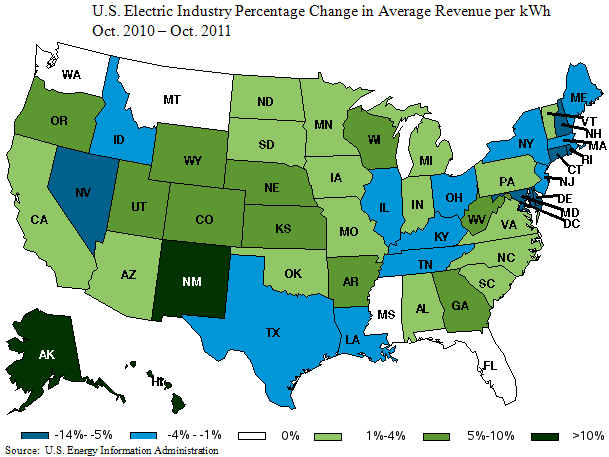 U.S. Electric Industry Percentage Change in Average Revenue per kWh
Oct. 2010 – Oct. 2011
WA
MT
ND
MN
ME
OR
ID
WY
SD
WI
MI
NY
VT
NH
MA
RI
CT
NJ
DE
MD
DC
NV
UT
CO
NE
IA
IL
IN
OH
PA
CA
KS
MO
KY
WV
VA
AZ
NM
OK
AR
TN
NC
SC
TX
LA
MS
AL
GA
FL
AK
HI
-14%--5% -4% --1% 0% 1%-4% 5%-10% >10%
Source: U.S. Energy Information Administration